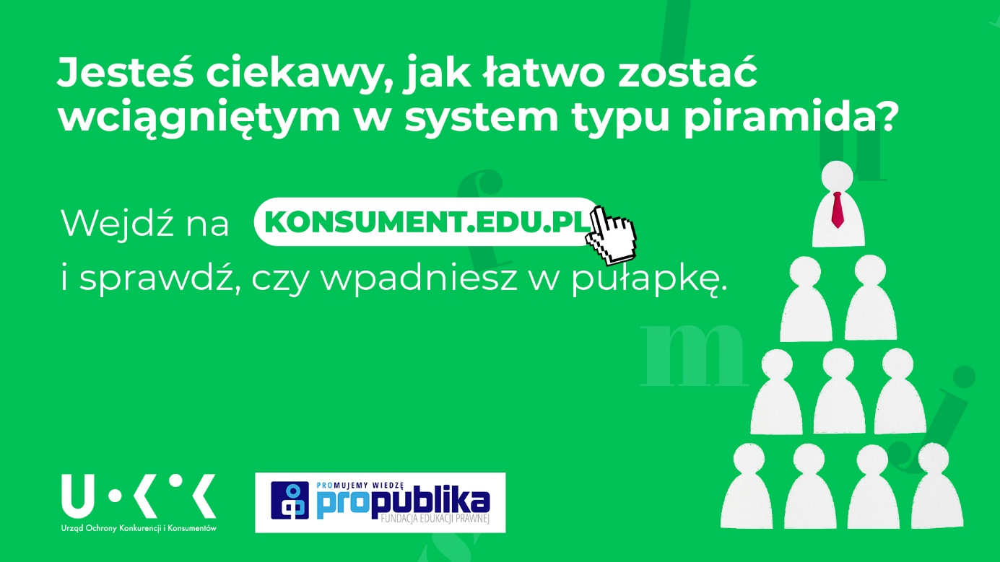 Jesteś ciekawy, jak łatwo zostać
wciągniętym w system typu piramida?
Wejdź na KONSUMENT.EDU.PL
i sprawdź, czy wpadniesz w pułapkę.
UOKiK
Urząd Ochrony Konkurencji i Konsumentów
PROMUJEMY WIEDZĘ
propublika
FUNDACJA EDUKACJI PRAWNEJ
u
f
m
j
s